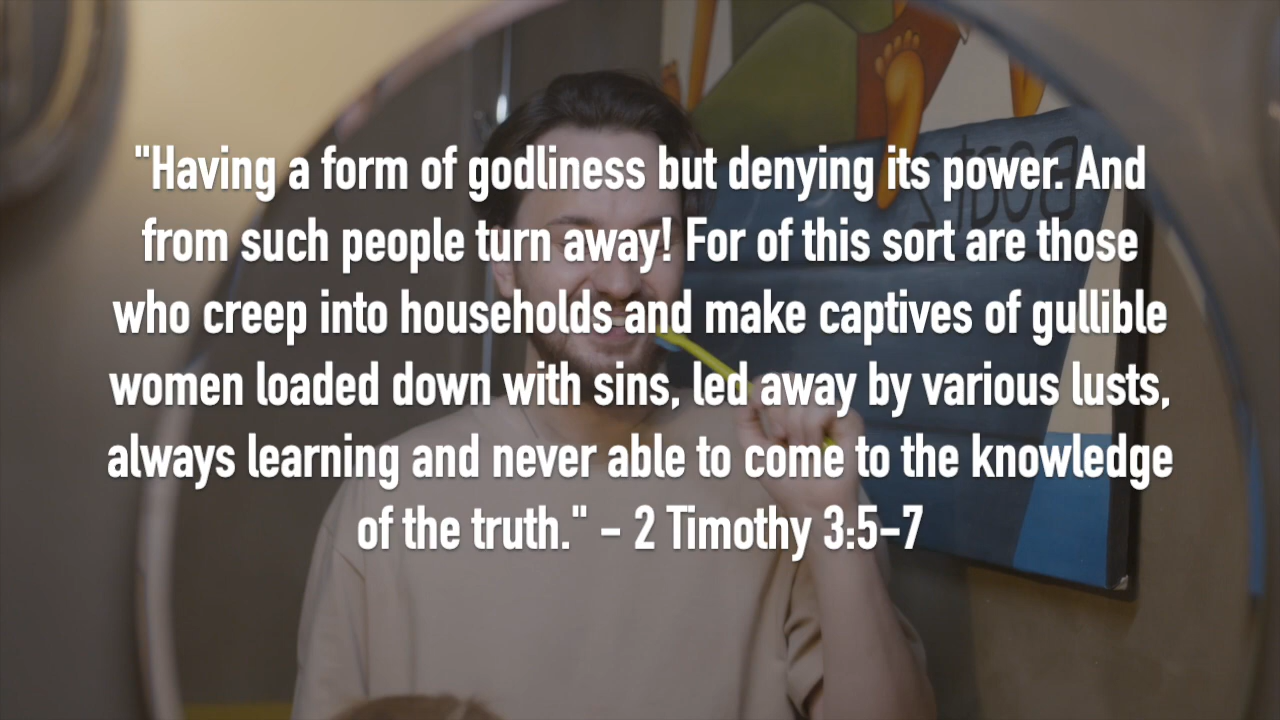 "Having a form of godliness but denying its power. And
from such people turn away! For of this sort are those
who creep into households and make captives of gullible
women loaded down with sins, led away by various lusts,
always learning and never able to come to the knowledge
of the truth." - 2 Timothy 3:5-7